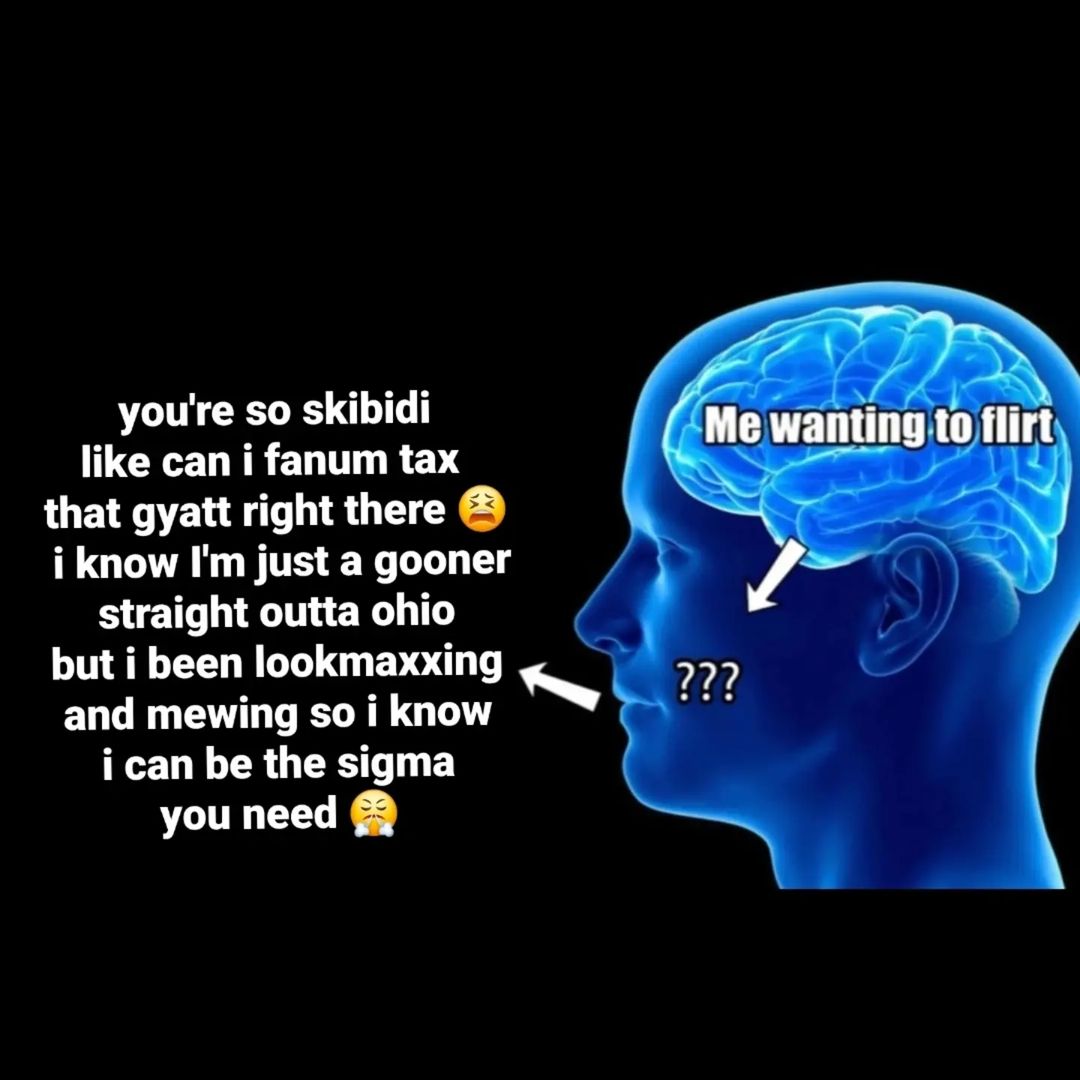 you're so skibidi
like can i fanum tax
that gyatt right there 😫
i know I'm just a gooner
straight outta ohio
but i been lookmaxxing
and mewing so i know
i can be the sigma
you need 😤
Me wanting to flirt
???